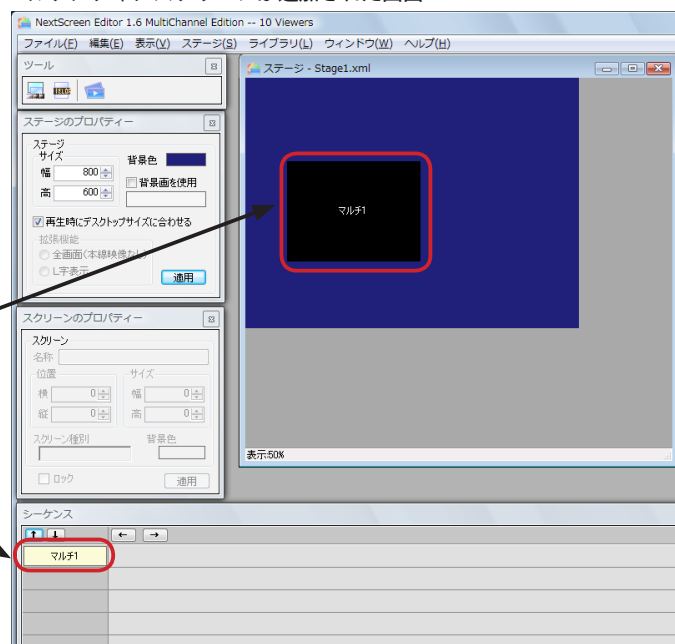 NextScreen Editor 1.6 MultiChannel Edition -- 10 Viewers
ファイル(F) 編集(E) 表示(V) ステージ(S) ライブラリ(L) ウィンドウ(W) ヘルプ(H)
ツール
ステージのプロパティー
ステージ
サイズ
幅 800
高 600
背景色
背景画を使用
再生時にデスクトップサイズに合わせる
拡張機能
全画面(本線映像なし)
L字表示
適用
スクリーンのプロパティー
スクリーン
名称
位置
横 0
縦 0
サイズ
幅 0
高 0
スクリーン種別
背景色
ロック
適用
ステージ - Stage1.xml
マルチ1
表示:50%
シーケンス
↑ ↓ ← →
マルチ1